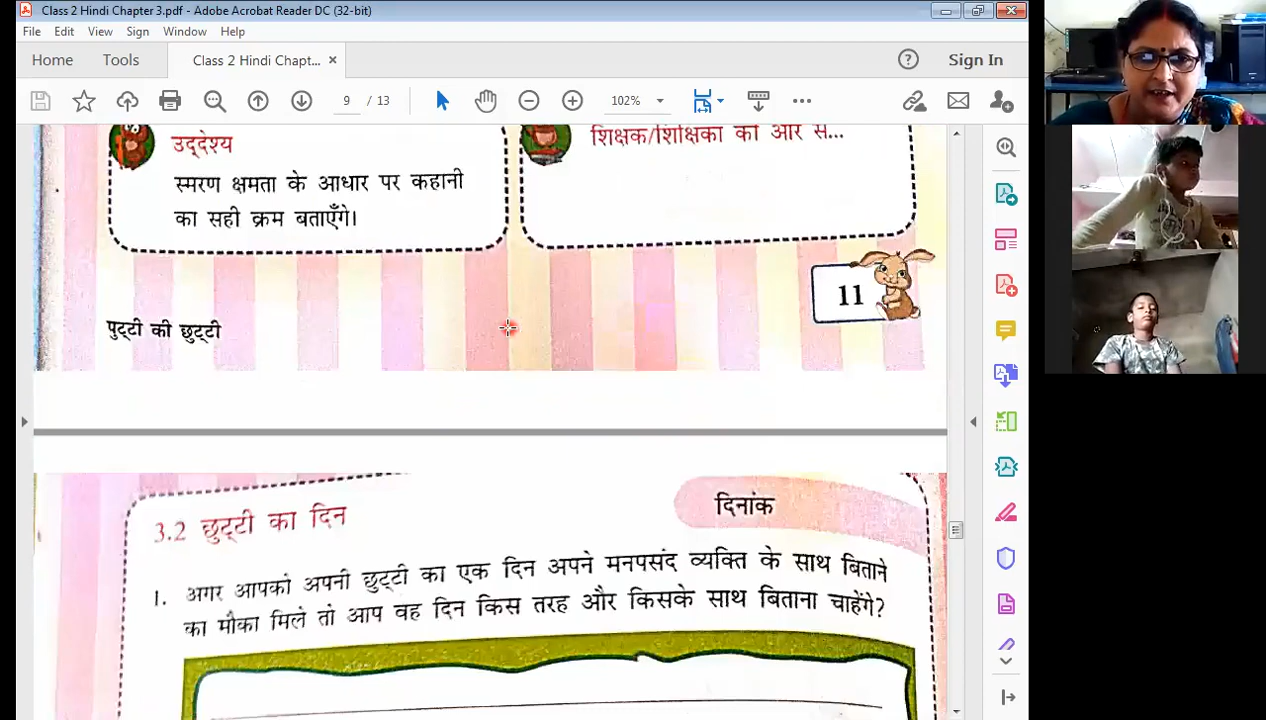 Class 2 Hindi Chapter 3.pdf - Adobe Acrobat Reader DC (32-bit)
File Edit View Sign Window Help
Home Tools Class 2 Hindi Chapt... × Sign In
9 / 13 102%
उद्देश्य
शिक्षक/शिक्षिका की ओर से...
स्मरण क्षमता के आधार पर कहानी
का सही क्रम बताएँगे।
11
पुट्टी की छुट्टी
3.2 छुट्टी का दिन
दिनांक
1. अगर आपको अपनी छुट्टी का एक दिन अपने मनपसंद व्यक्ति के साथ बिताने
का मौका मिले तो आप वह दिन किस तरह और किसके साथ बिताना चाहेंगे?